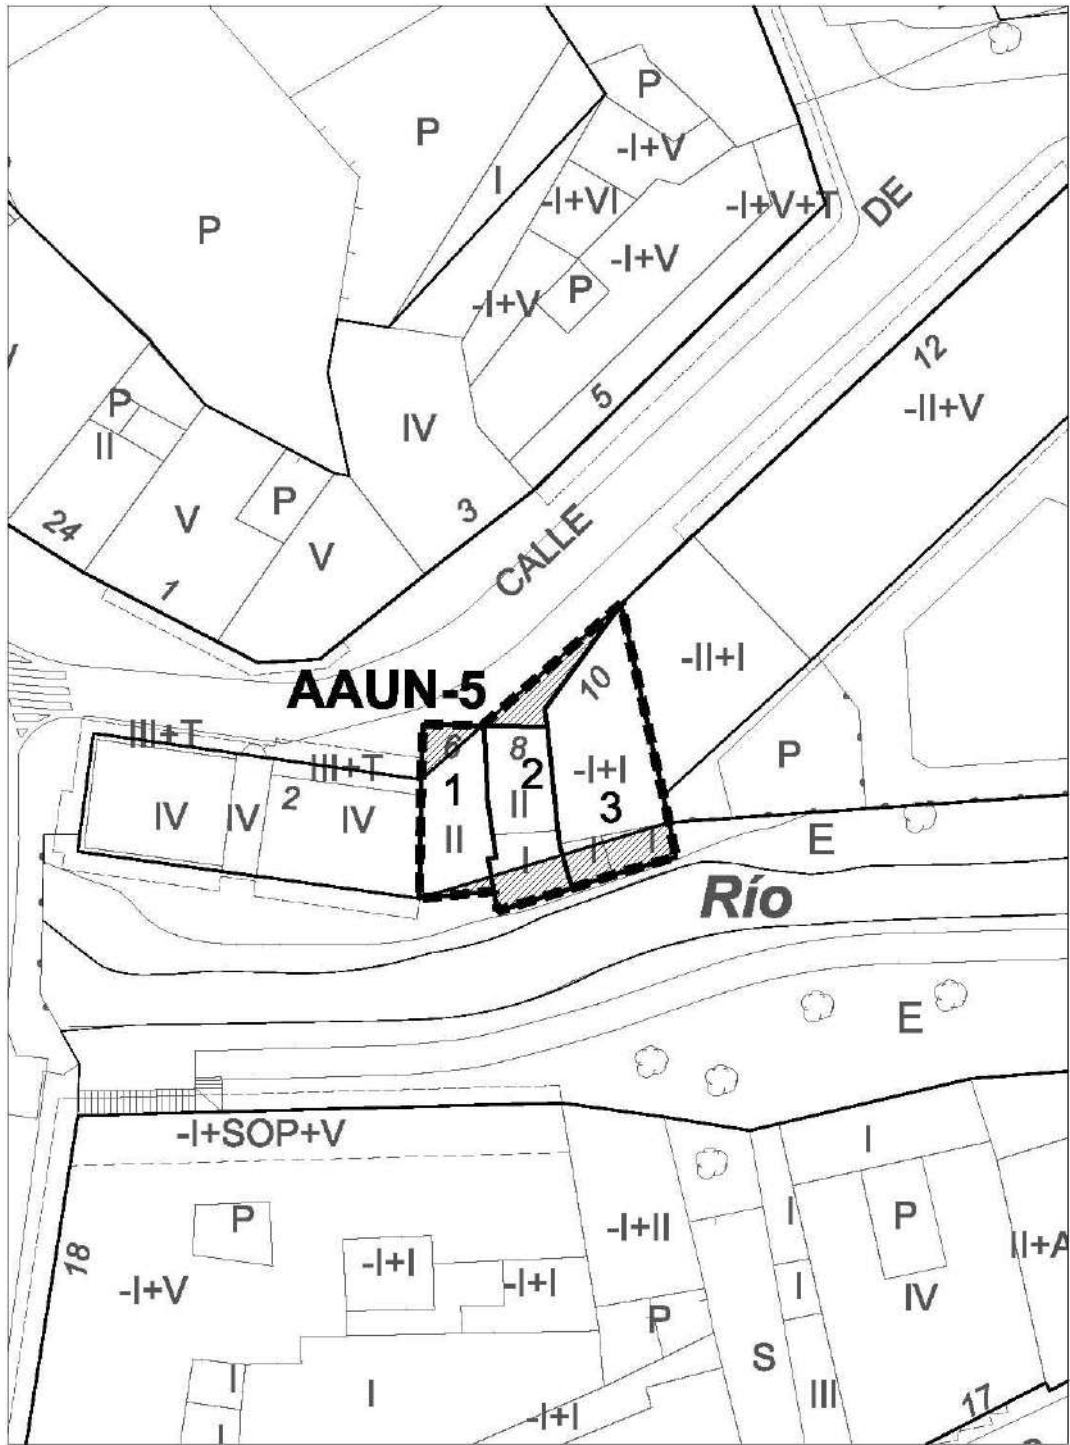 P
P
-I+V
P
I
-I+VI
-I+V+T
DE
P
-I+V
P
-I+V
12
-II+V
5
P
II
IV
P
24
V
3
V
CALLE
1
-II+I
10
AAUN-5
III+T
6
8
P
III+T
-I+I
2
1
2
3
IV
IV
IV
II
II
I
I
I
E
Río
E
-I+SOP+V
I
P
-I+II
I
P
II+A
18
-I+I
-I+V
-I+I
I
IV
P
S
I
I
III
17
-I+I
I